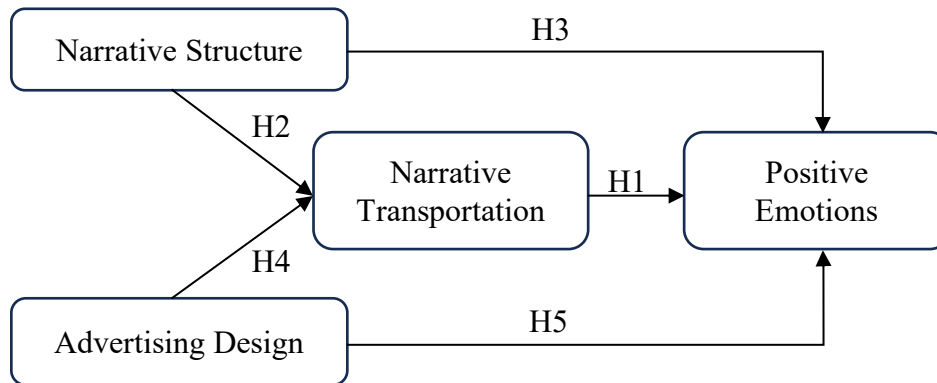 Narrative Structure
H3
H2
Narrative
Transportation
H1
Positive
Emotions
H4
Advertising Design
H5